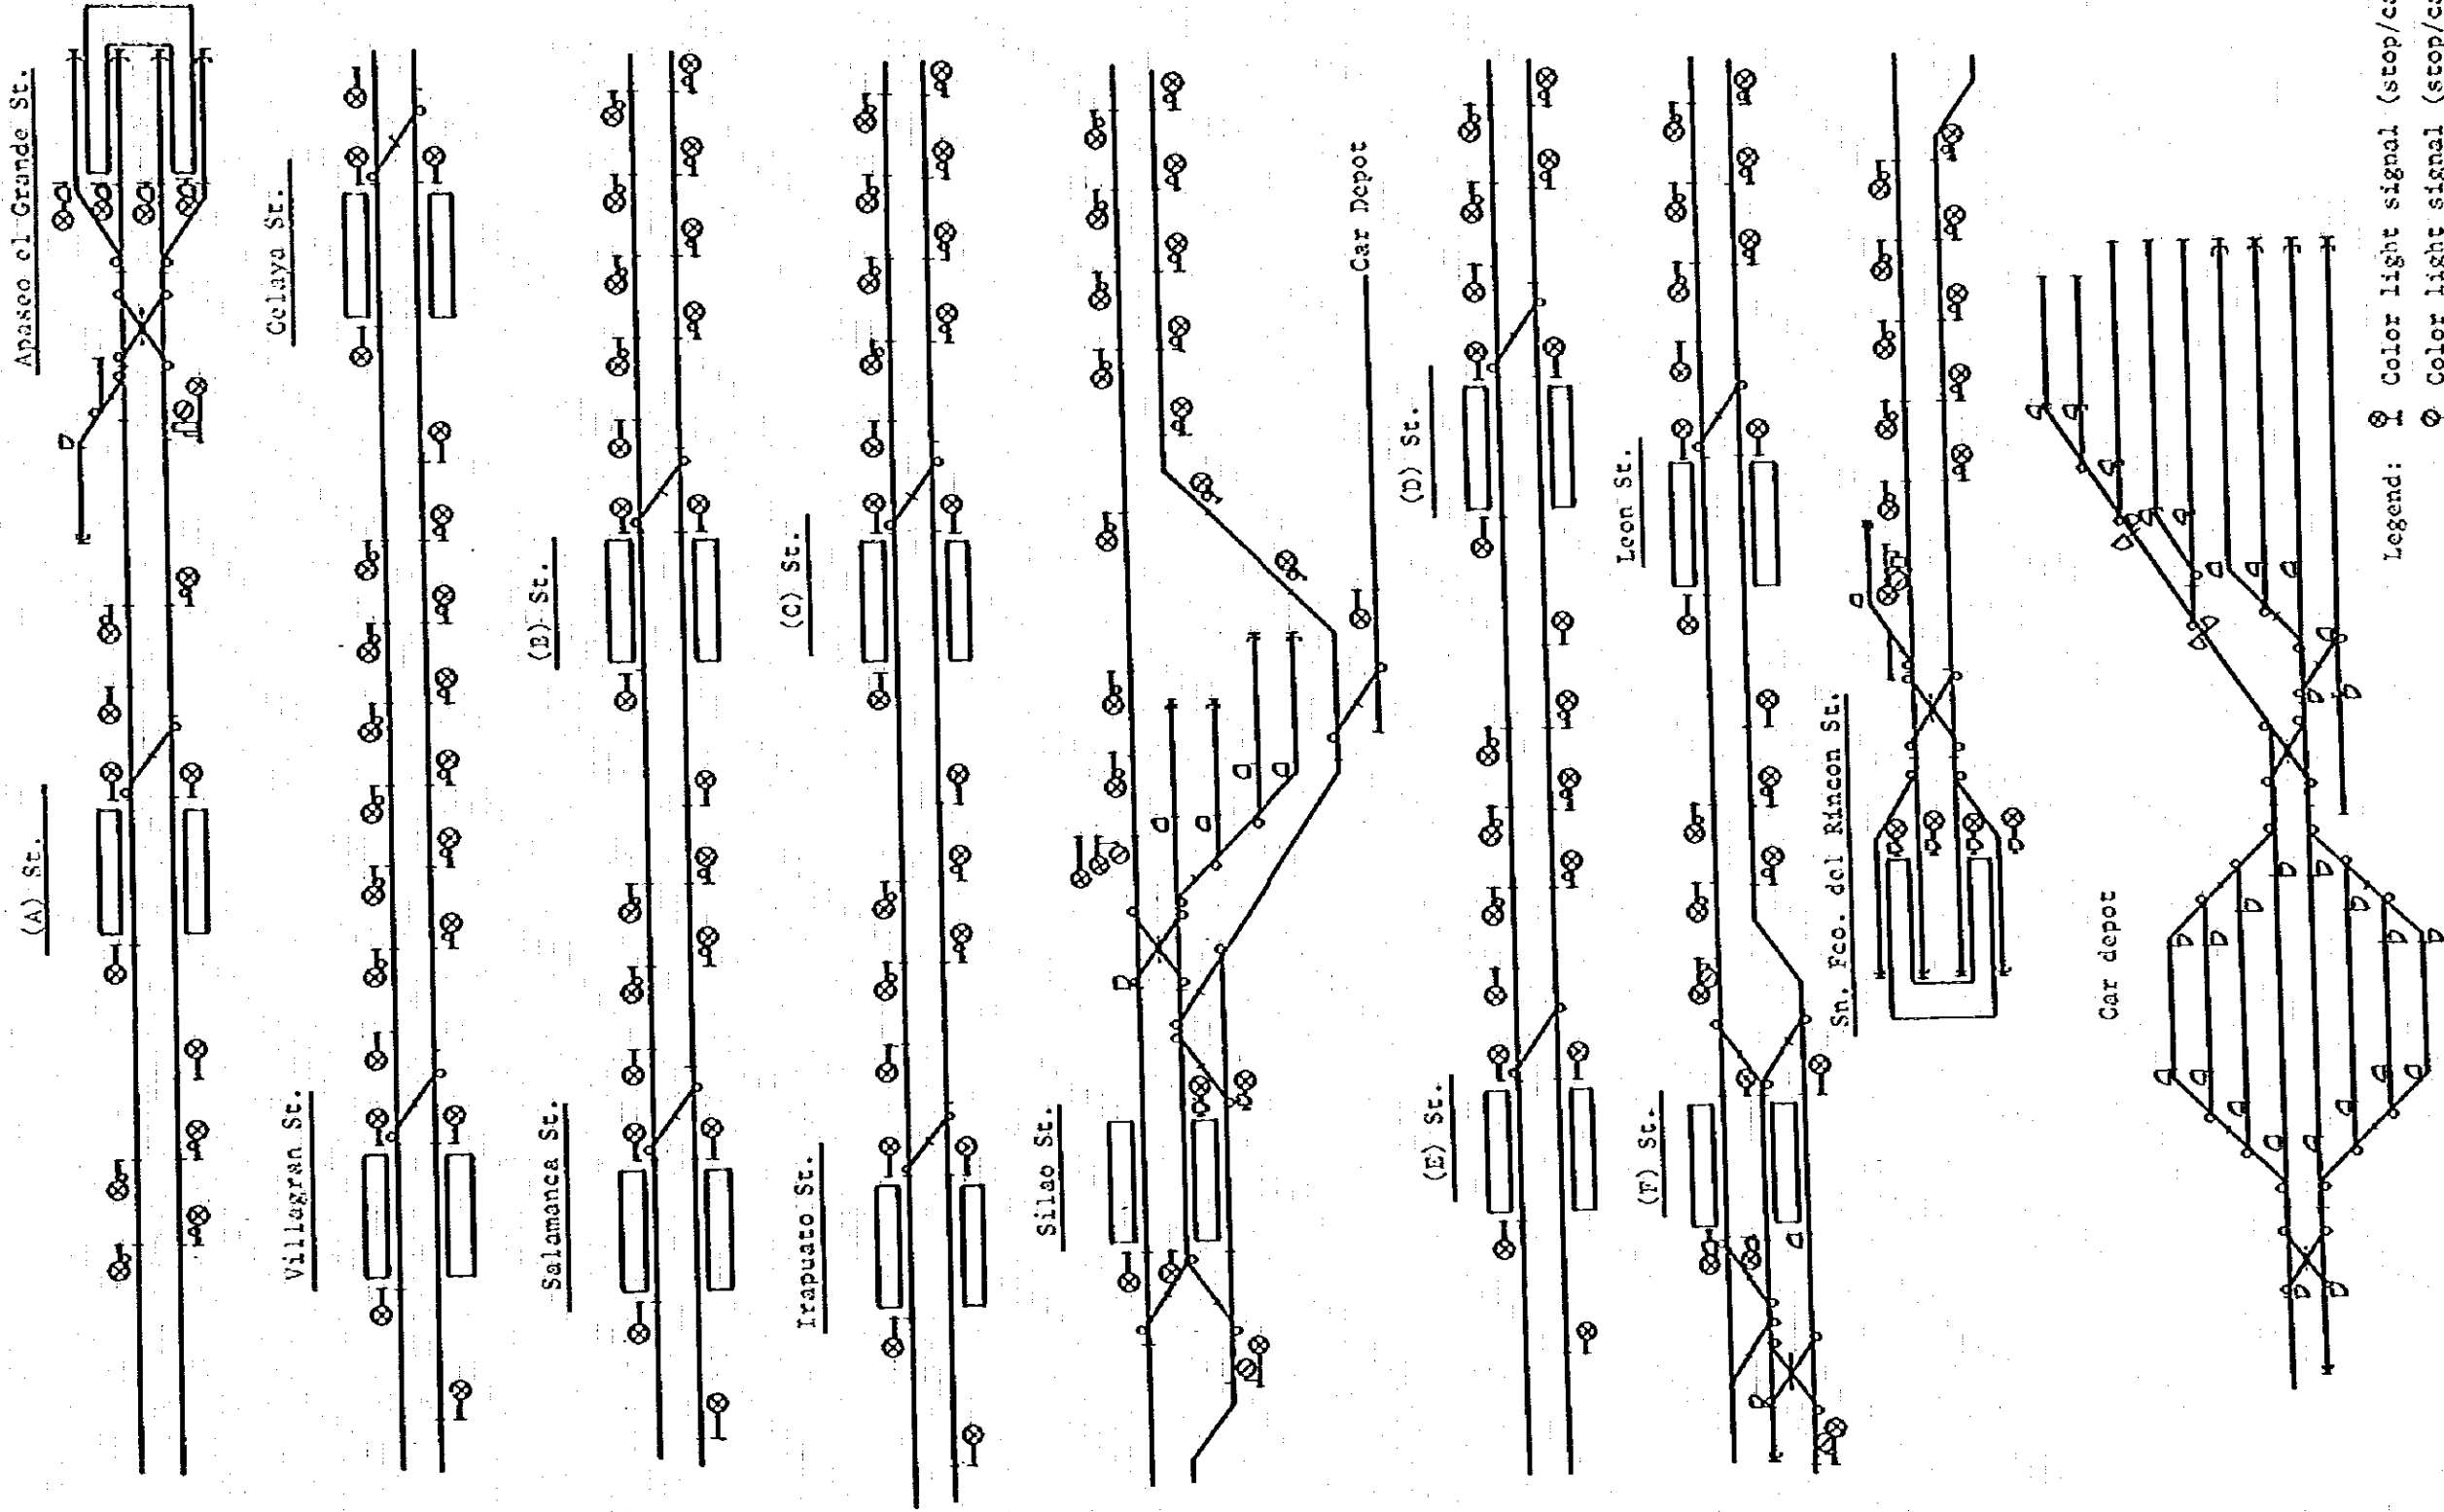 Apaseo el Grande St.
(A) St.
Celaya St.
Villagran St.
(B) St.
Salamanca St.
(C) St.
Irapuato St.
Silao St.
Car Depot
(D) St.
(E) St.
Leon St.
(F) St.
Sn. Fco. del Rincon St.
Car depot
Legend:
Color light signal (stop/
Color light signal (stop/